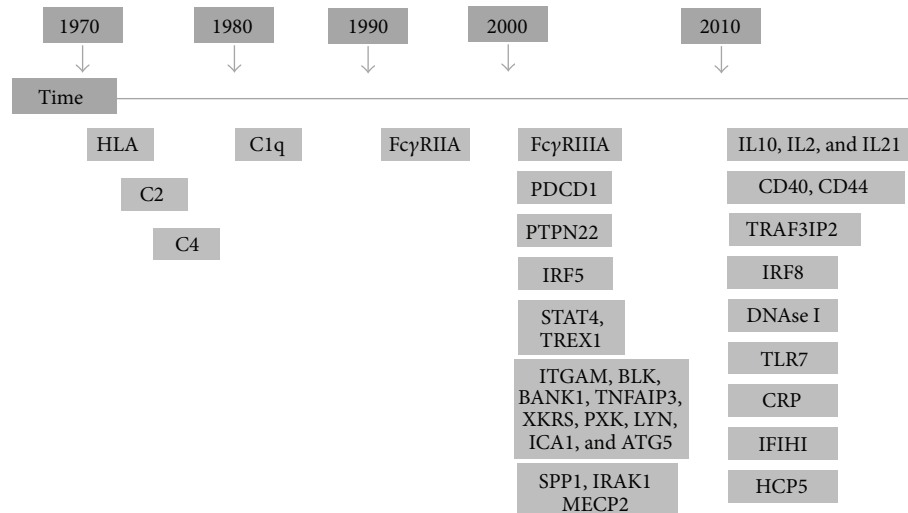 1970
1980
1990
2000
2010
Time
HLA
C2
C4
C1q
FcγRIIA
FcγRIIIA
PDCD1
PTPN22
IRF5
STAT4,
TREX1
ITGAM, BLK,
BANK1, TNFAIP3,
XKRS, PXK, LYN,
ICA1, and ATG5
SPP1, IRAK1
MECP2
IL10, IL2, and IL21
CD40, CD44
TRAF3IP2
IRF8
DNAse I
TLR7
CRP
IFIHI
HCP5